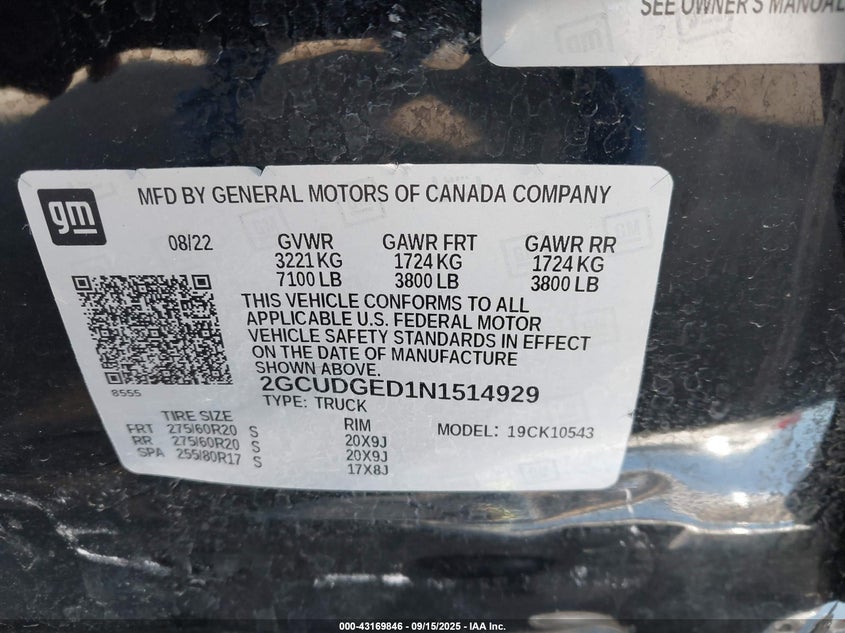 SEE OWNER'S MANUAL
gm
MFD BY GENERAL MOTORS OF CANADA COMPANY
08/22 GVWR GAWR FRT GAWR RR
3221 KG 1724 KG 1724 KG
7100 LB 3800 LB 3800 LB
THIS VEHICLE CONFORMS TO ALL
APPLICABLE U.S. FEDERAL MOTOR
VEHICLE SAFETY STANDARDS IN EFFECT
ON THE DATE OF MANUFACTURE
SHOWN ABOVE.
8555
2GCUDGED1N1514929
TYPE: TRUCK
TIRE SIZE RIM MODEL: 19CK10543
FRT 275/60R20 S 20X9J
RR 275/60R20 S 20X9J
SPA 255/80R17 S 17X8J
000-43169846 - 09/15/2025 - IAA Inc.